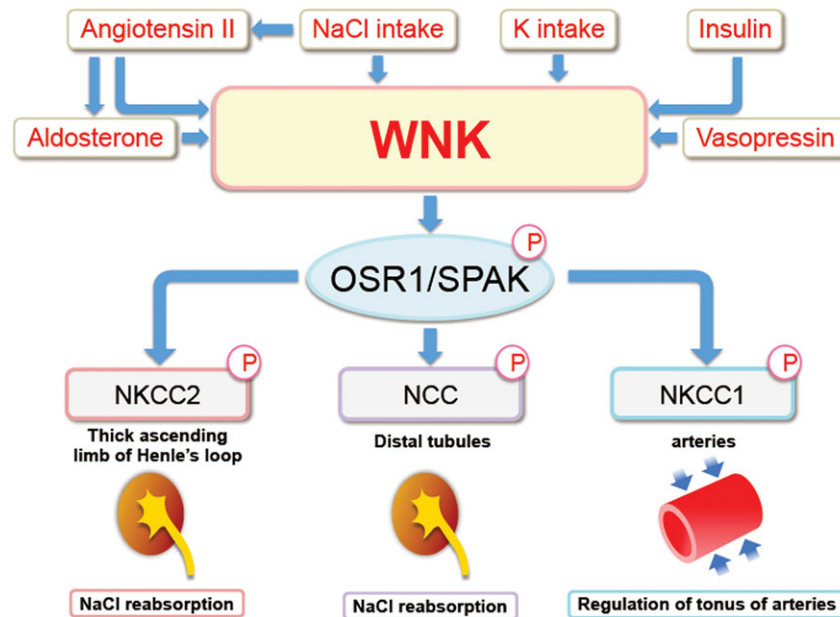 Angiotensin II
NaCl intake
K intake
Insulin
Aldosterone
WNK
Vasopressin
P
OSR1/SPAK
P
NKCC2
P
NCC
P
NKCC1
Thick ascending
limb of Henle's loop
Distal tubules
arteries
NaCl reabsorption
NaCl reabsorption
Regulation of tonus of arteries